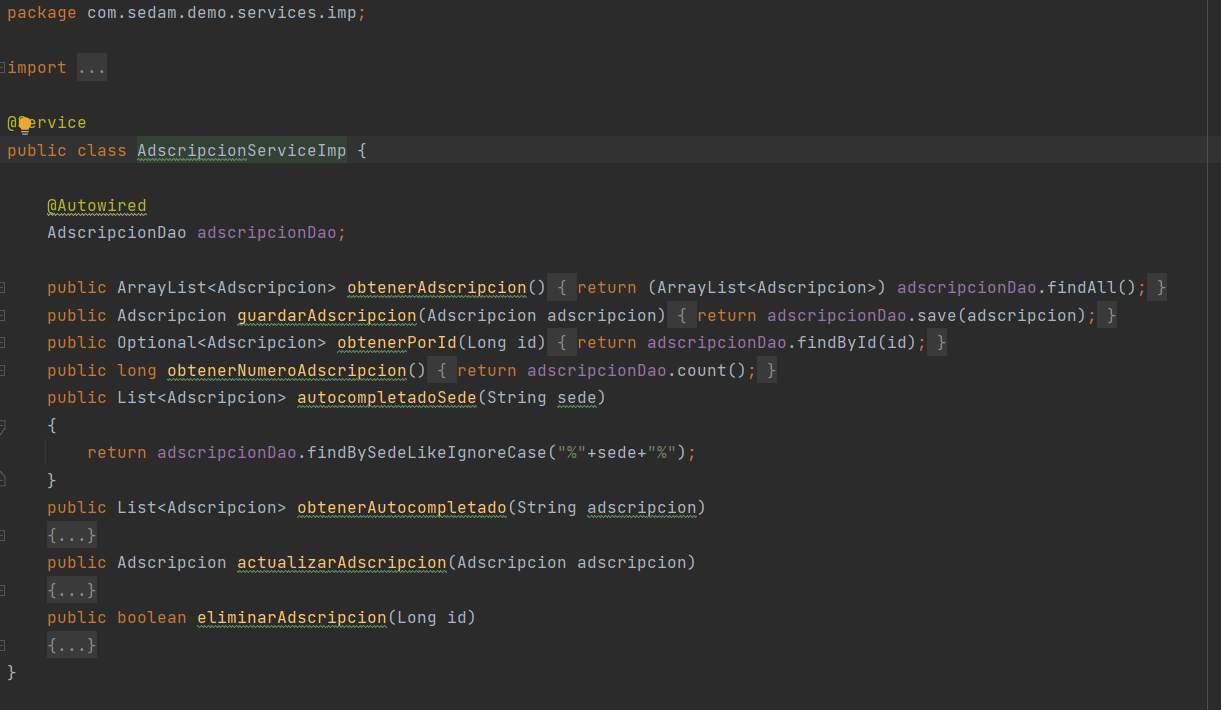 package com.sedam.demo.services.imp;
import ...
@Service
public class AdscripcionServiceImp {
@Autowired
AdscripcionDao adscripcionDao;
public ArrayList<Adscripcion> obtenerAdscripcion() { return (ArrayList<Adscripcion>) adscripcionDao.findAll(); }
public Adscripcion guardarAdscripcion(Adscripcion adscripcion) { return adscripcionDao.save(adscripcion); }
public Optional<Adscripcion> obtenerPorId(Long id) { return adscripcionDao.findById(id); }
public long obtenerNumeroAdscripcion() { return adscripcionDao.count(); }
public List<Adscripcion> autocompletadoSede(String sede)
{
return adscripcionDao.findBySedeLikeIgnoreCase("%"+sede+"%");
}
public List<Adscripcion> obtenerAutocompletado(String adscripcion)
{...}
public Adscripcion actualizarAdscripcion(Adscripcion adscripcion)
{...}
public boolean eliminarAdscripcion(Long id)
{...}
}